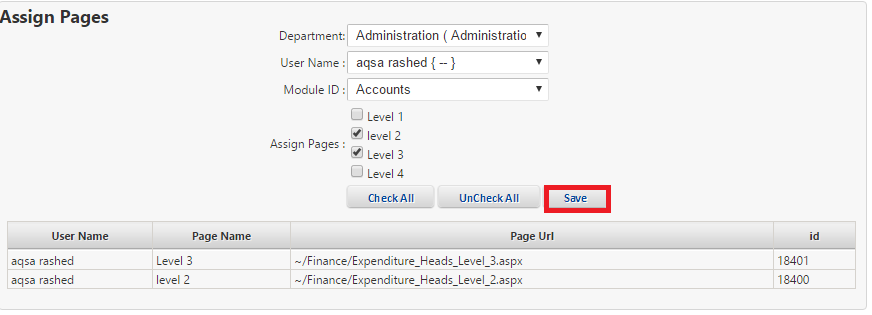 Assign Pages
Department: Administration ( Administratio
User Name : aqsa rashed { -- }
Module ID : Accounts
Level 1
level 2
Assign Pages :
Level 3
Level 4
Check All UnCheck All Save
User Name Page Name Page Url id
aqsa rashed Level 3 ~/Finance/Expenditure_Heads_Level_3.aspx 18401
aqsa rashed level 2 ~/Finance/Expenditure_Heads_Level_2.aspx 18400